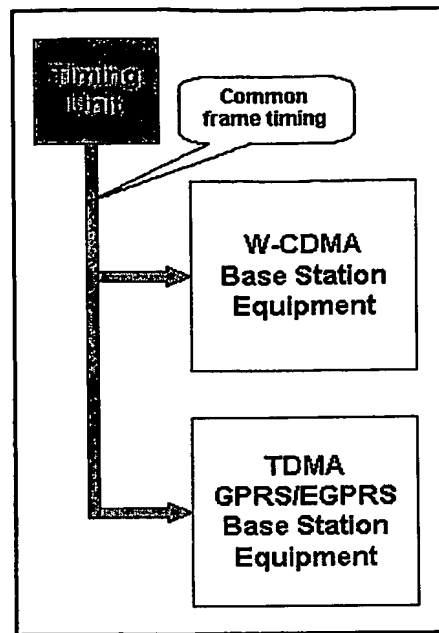 Timing
Unit
Common
frame timing
W-CDMA
Base Station
Equipment
TDMA
GPRS/EGPRS
Base Station
Equipment